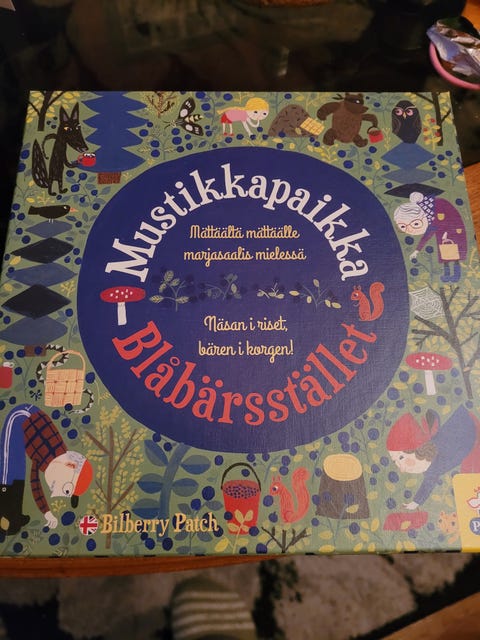 Mustikkapaikka
Mättäältä mättäälle
marjasaalis mielessä
Näsan i riset,
bären i korgen!
Blåbärsstället
Bilberry Patch